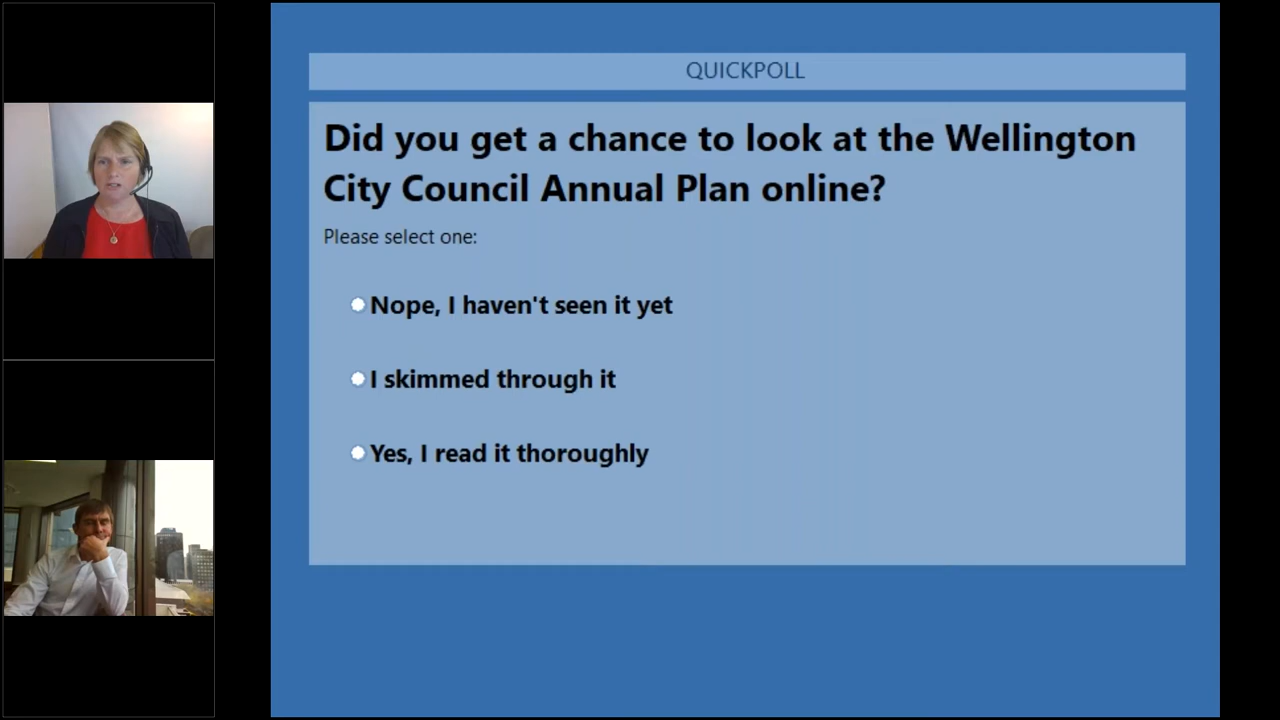 QUICKPOLL
Did you get a chance to look at the Wellington
City Council Annual Plan online?
Please select one:
Nope, I haven't seen it yet
I skimmed through it
Yes, I read it thoroughly